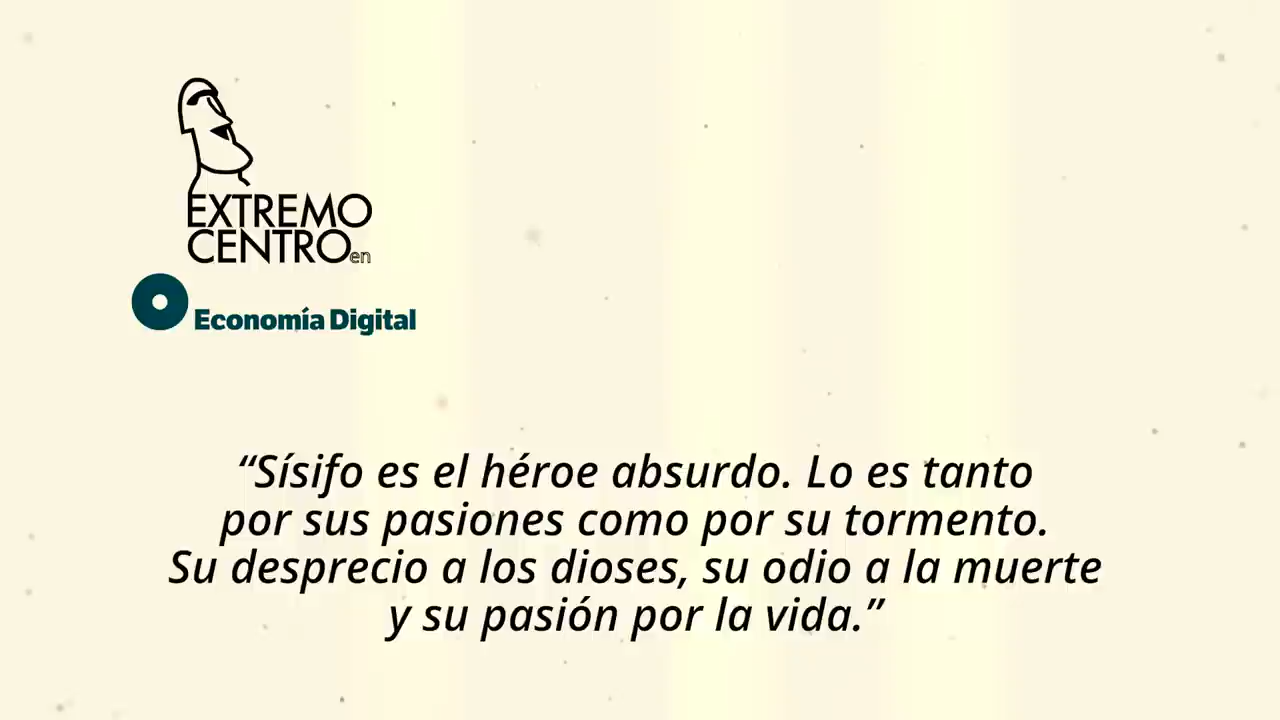 EXTREMO
CENTRO en
Economía Digital
“Sísifo es el héroe absurdo. Lo es tanto
por sus pasiones como por su tormento.
Su desprecio a los dioses, su odio a la muerte
y su pasión por la vida.”